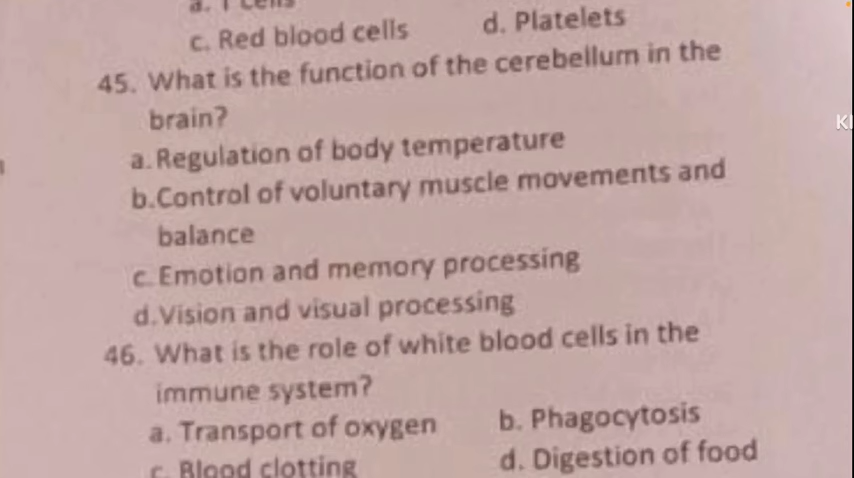 a. T Cells
c. Red blood cells d. Platelets
45. What is the function of the cerebellum in the
brain?
a. Regulation of body temperature
b.Control of voluntary muscle movements and
balance
c. Emotion and memory processing
d.Vision and visual processing
46. What is the role of white blood cells in the
immune system?
a. Transport of oxygen b. Phagocytosis
c. Blood clotting d. Digestion of food